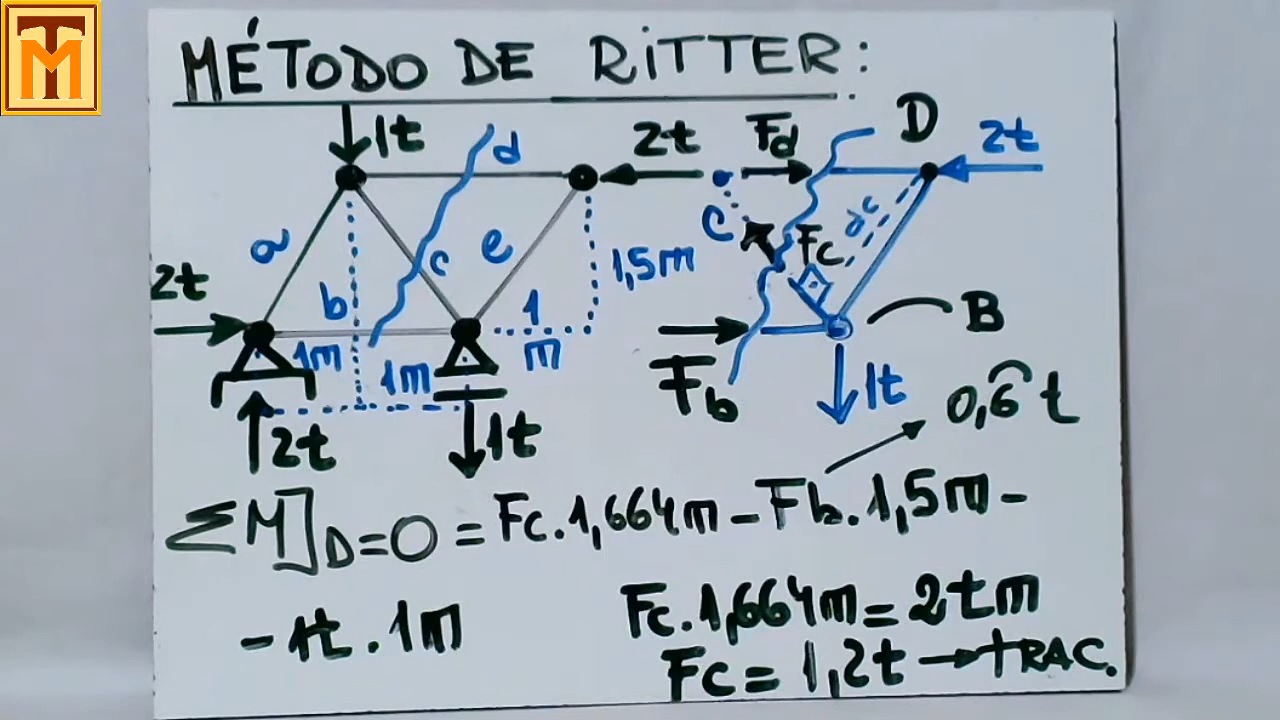 TM
MÉTODO DE RITTER:
1t
d
2t
Fd
D
2t
a
c
e
1,5m
C
Fc
dc
2t
b
1m
1m
1
m
B
Fb
1t
2t
1t
0,6t
ΣM]D=0 = Fc.1,664m - Fb.1,5m -
- 1t . 1m
Fc.1,664m = 2tm
Fc = 1,2t → TRAC.